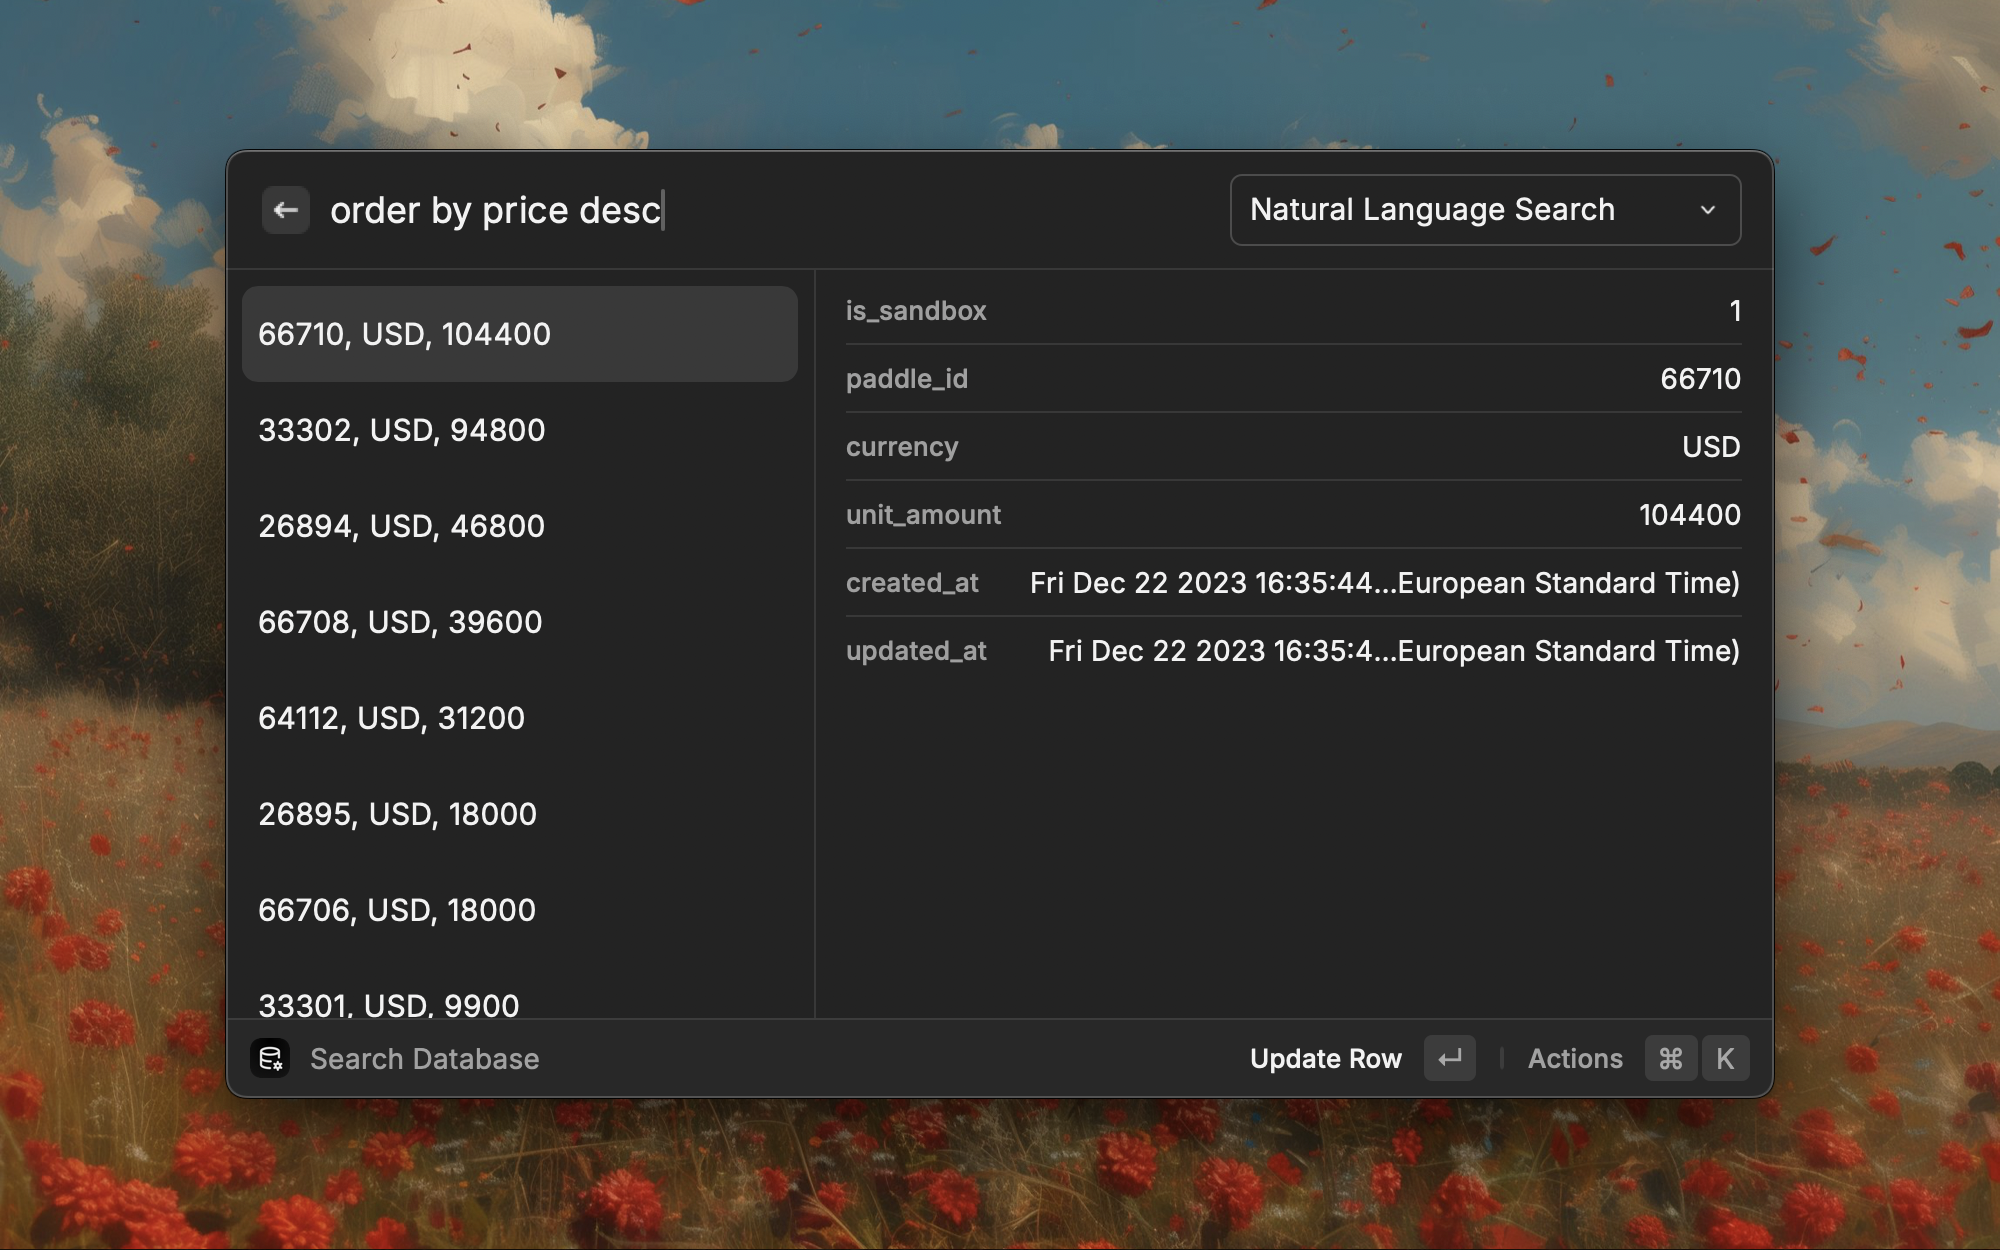 order by price desc
Natural Language Search
66710, USD, 104400
33302, USD, 94800
26894, USD, 46800
66708, USD, 39600
64112, USD, 31200
26895, USD, 18000
66706, USD, 18000
33301, USD, 9900
is_sandbox 1
paddle_id 66710
currency USD
unit_amount 104400
created_at Fri Dec 22 2023 16:35:44...European Standard Time)
updated_at Fri Dec 22 2023 16:35:4...European Standard Time)
Search Database
Update Row
Actions ⌘ K